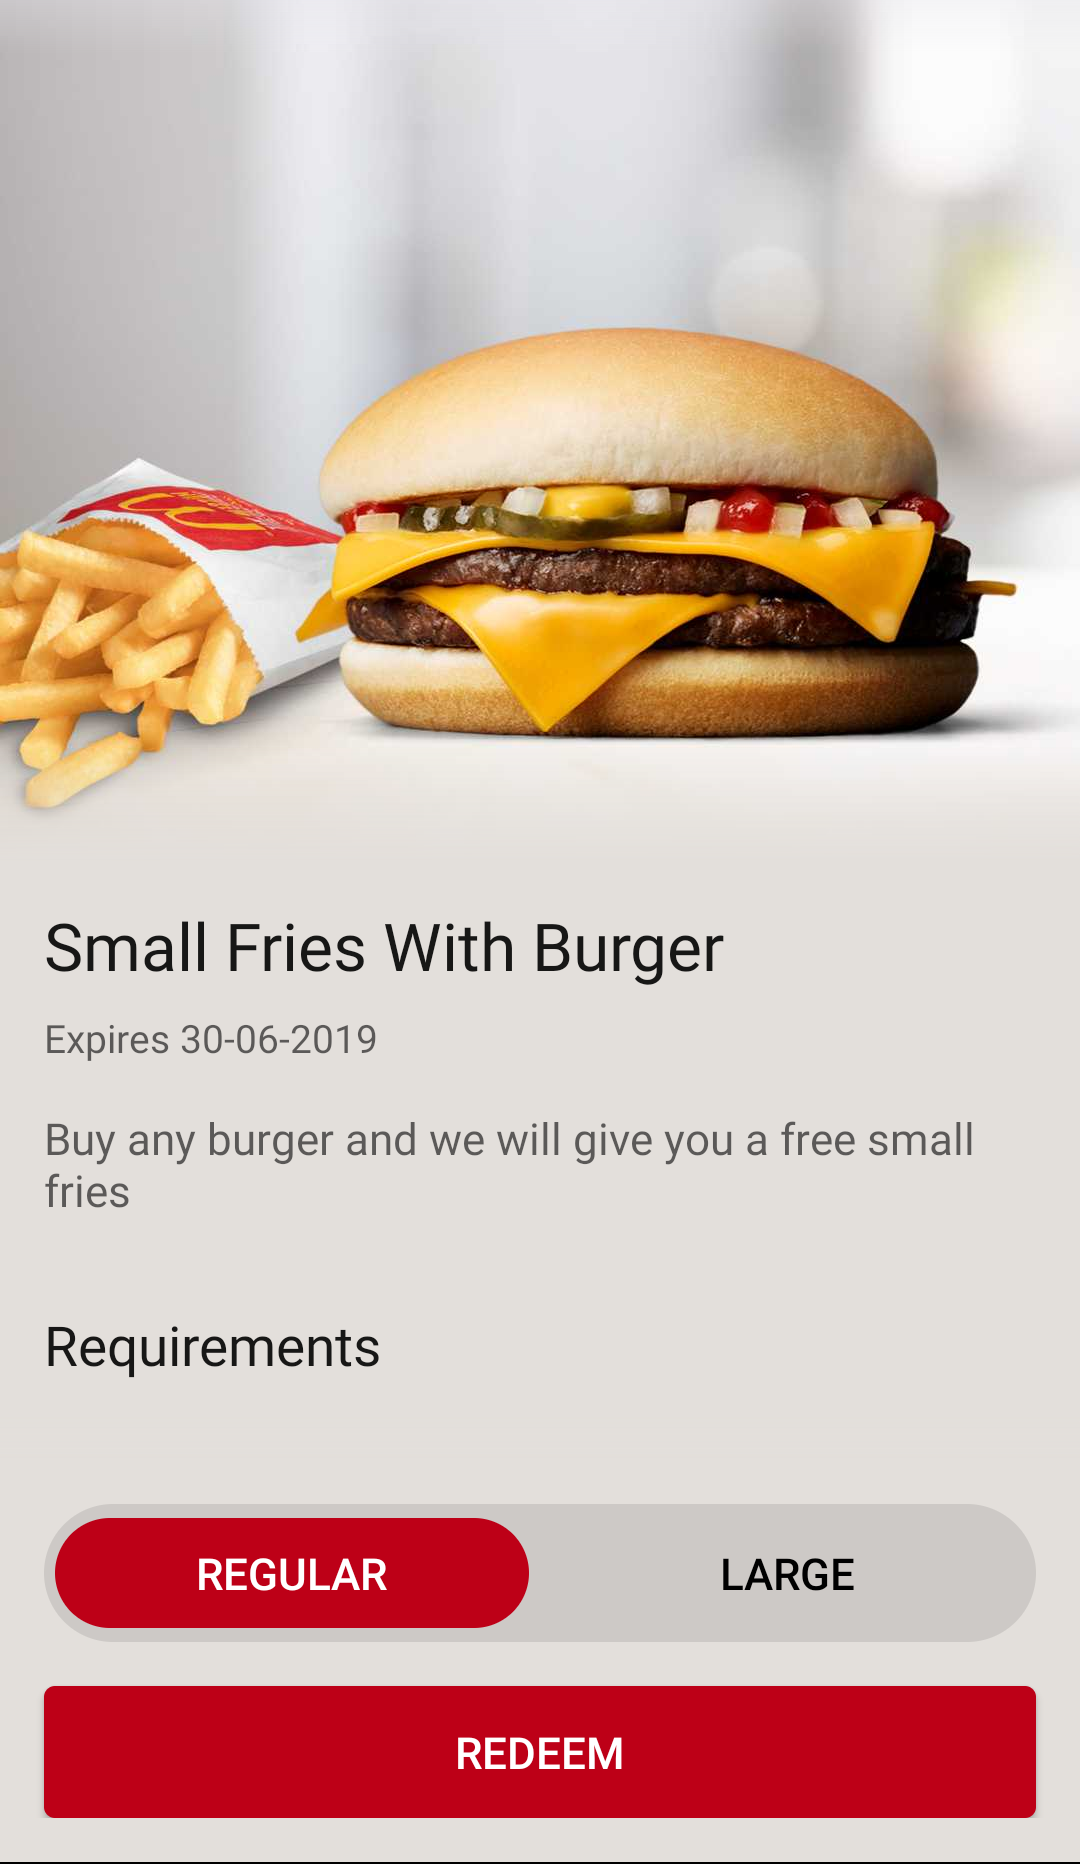 Small Fries With Burger
Expires 30-06-2019
Buy any burger and we will give you a free small
fries
Requirements
REGULAR
LARGE
REDEEM